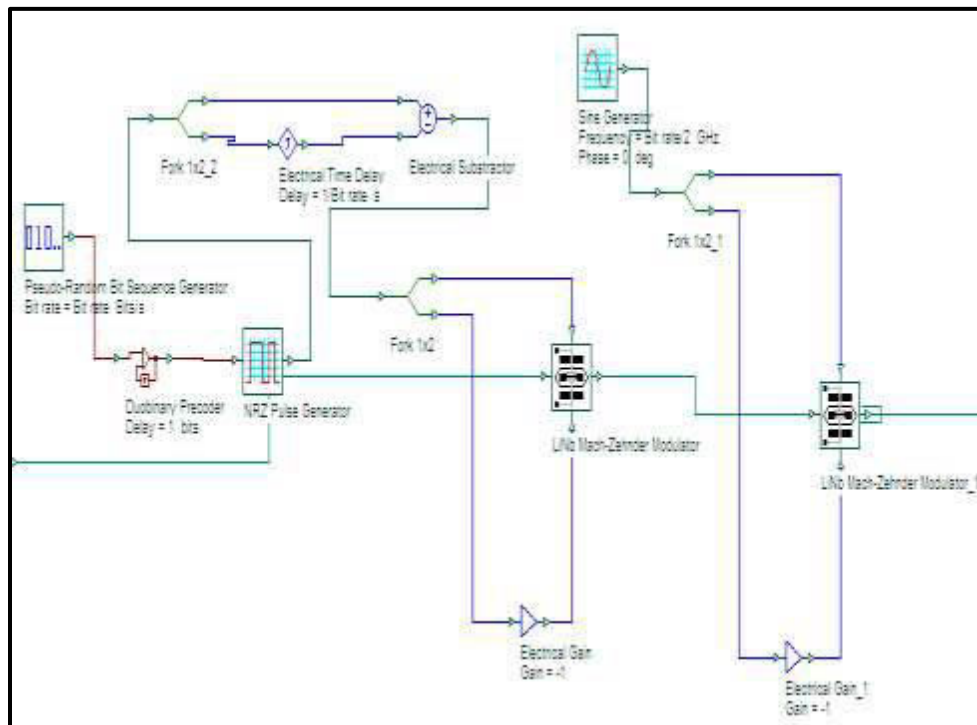 Sine Generator
Frequency = Bit rate/2 GHz
Phase = 0 deg
Fork 1x2_2
Electrical Time Delay
Delay = 1/Bit rate s
Electrical Substractor
Fork 1x2_1
Pseudo-Random Bit Sequence Generator
Bit rate = Bit rate Bits/s
Fork 1x2
Duobinary Precoder
Delay = 1 bits
NRZ Pulse Generator
LiNb Mach-Zehnder Modulator
LiNb Mach-Zehnder Modulator_1
Electrical Gain
Gain = -1
Electrical Gain_1
Gain = -1